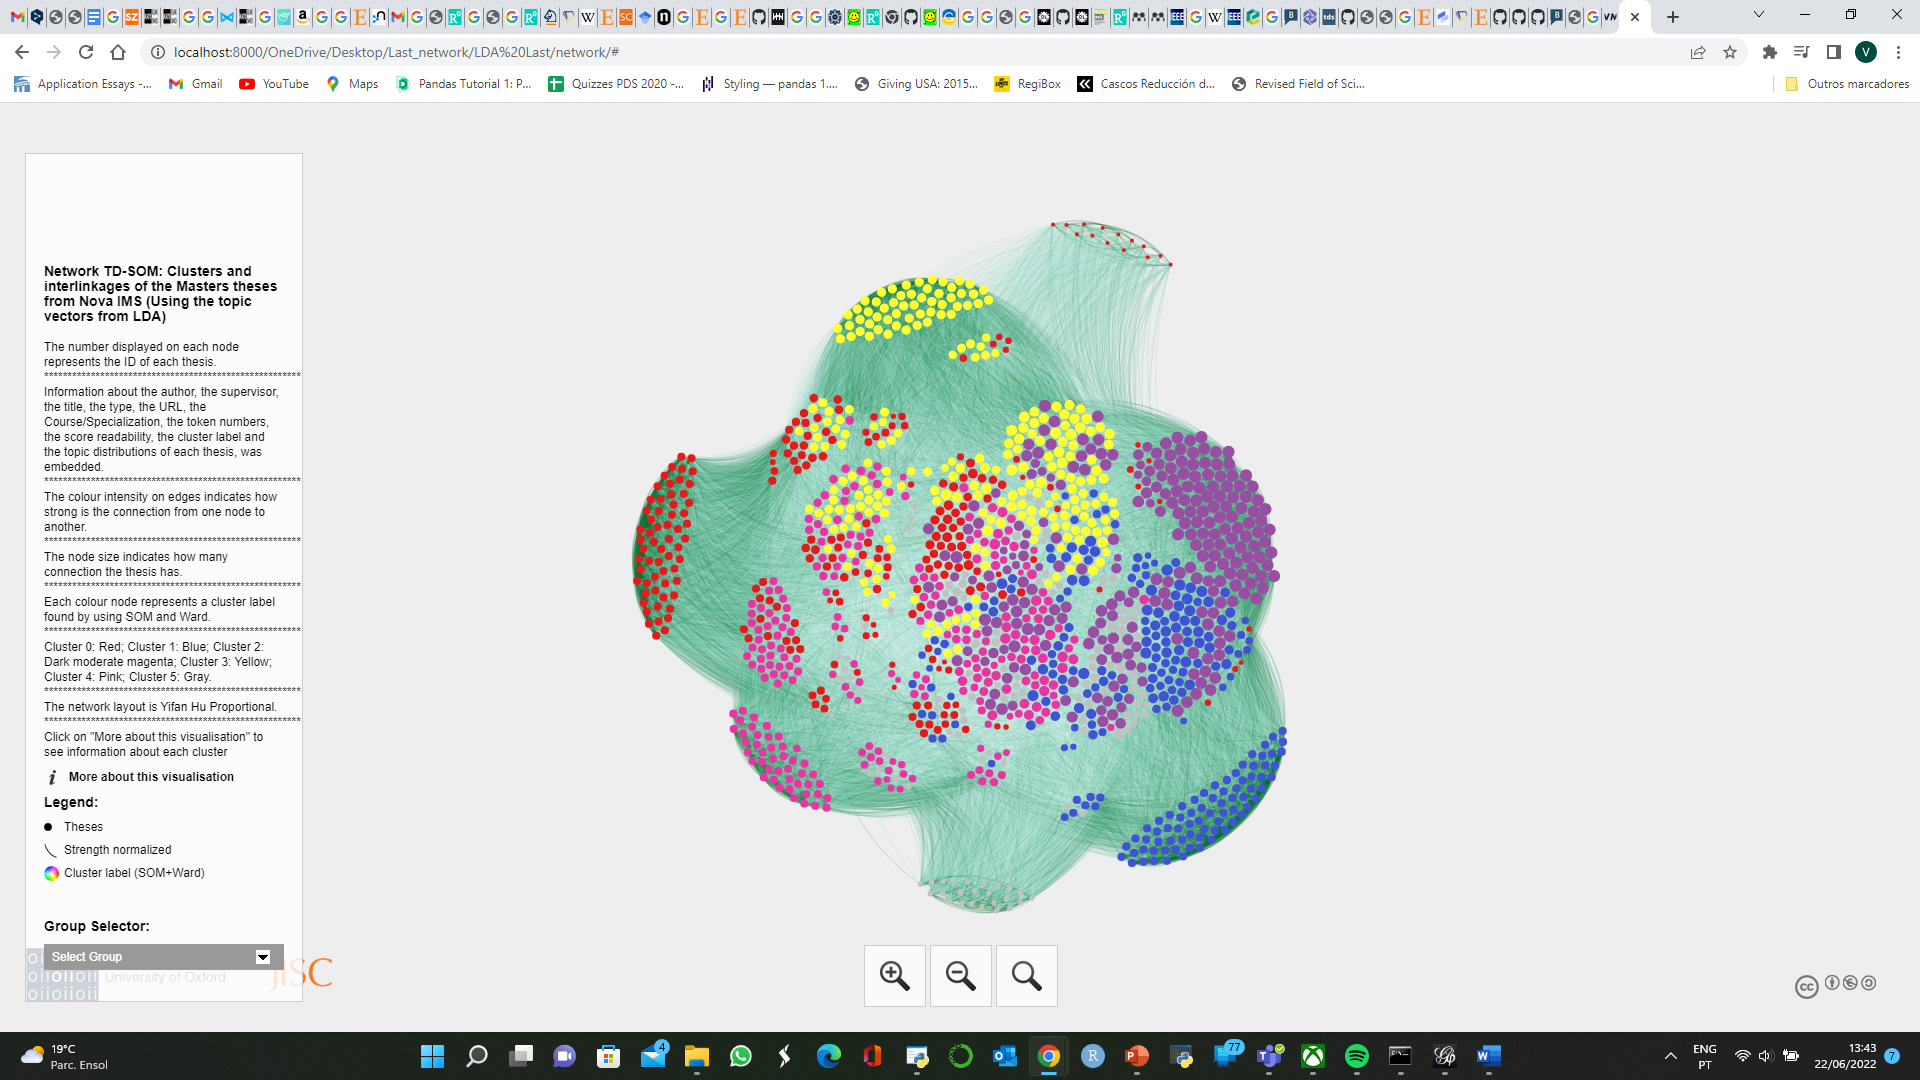 localhost:8000/OneDrive/Desktop/Last_network/LDA%20Last/network/#
V
Application Essays -...
Gmail
YouTube
Maps
Pandas Tutorial 1: P...
Quizzes PDS 2020 -...
Styling — pandas 1....
Giving USA: 2015...
RegiBox
Cascos Reducción d...
Revised Field of Sci...
Outros marcadores
Network TD-SOM: Clusters and
interlinkages of the Masters theses
from Nova IMS (Using the topic
vectors from LDA)
The number displayed on each node
represents the ID of each thesis.
Information about the author, the supervisor,
the title, the type, the URL, the
Course/Specialization, the token numbers,
the score readability, the cluster label and
the topic distributions of each thesis, was
embedded.
The colour intensity on edges indicates how
strong is the connection from one node to
another.
The node size indicates how many
connection the thesis has.
Each colour node represents a cluster label
found by using SOM and Ward.
Cluster 0: Red; Cluster 1: Blue; Cluster 2:
Dark moderate magenta; Cluster 3: Yellow;
Cluster 4: Pink; Cluster 5: Gray.
The network layout is Yifan Hu Proportional.
Click on "More about this visualisation" to
see information about each cluster
More about this visualisation
Legend:
Theses
Strength normalized
Cluster label (SOM+Ward)
Group Selector:
Select Group
University of Oxford
JISC
oiioiioii
cc
19°C
Parc. Ensol
4
77
ENG
PT
13:43
22/06/2022
7